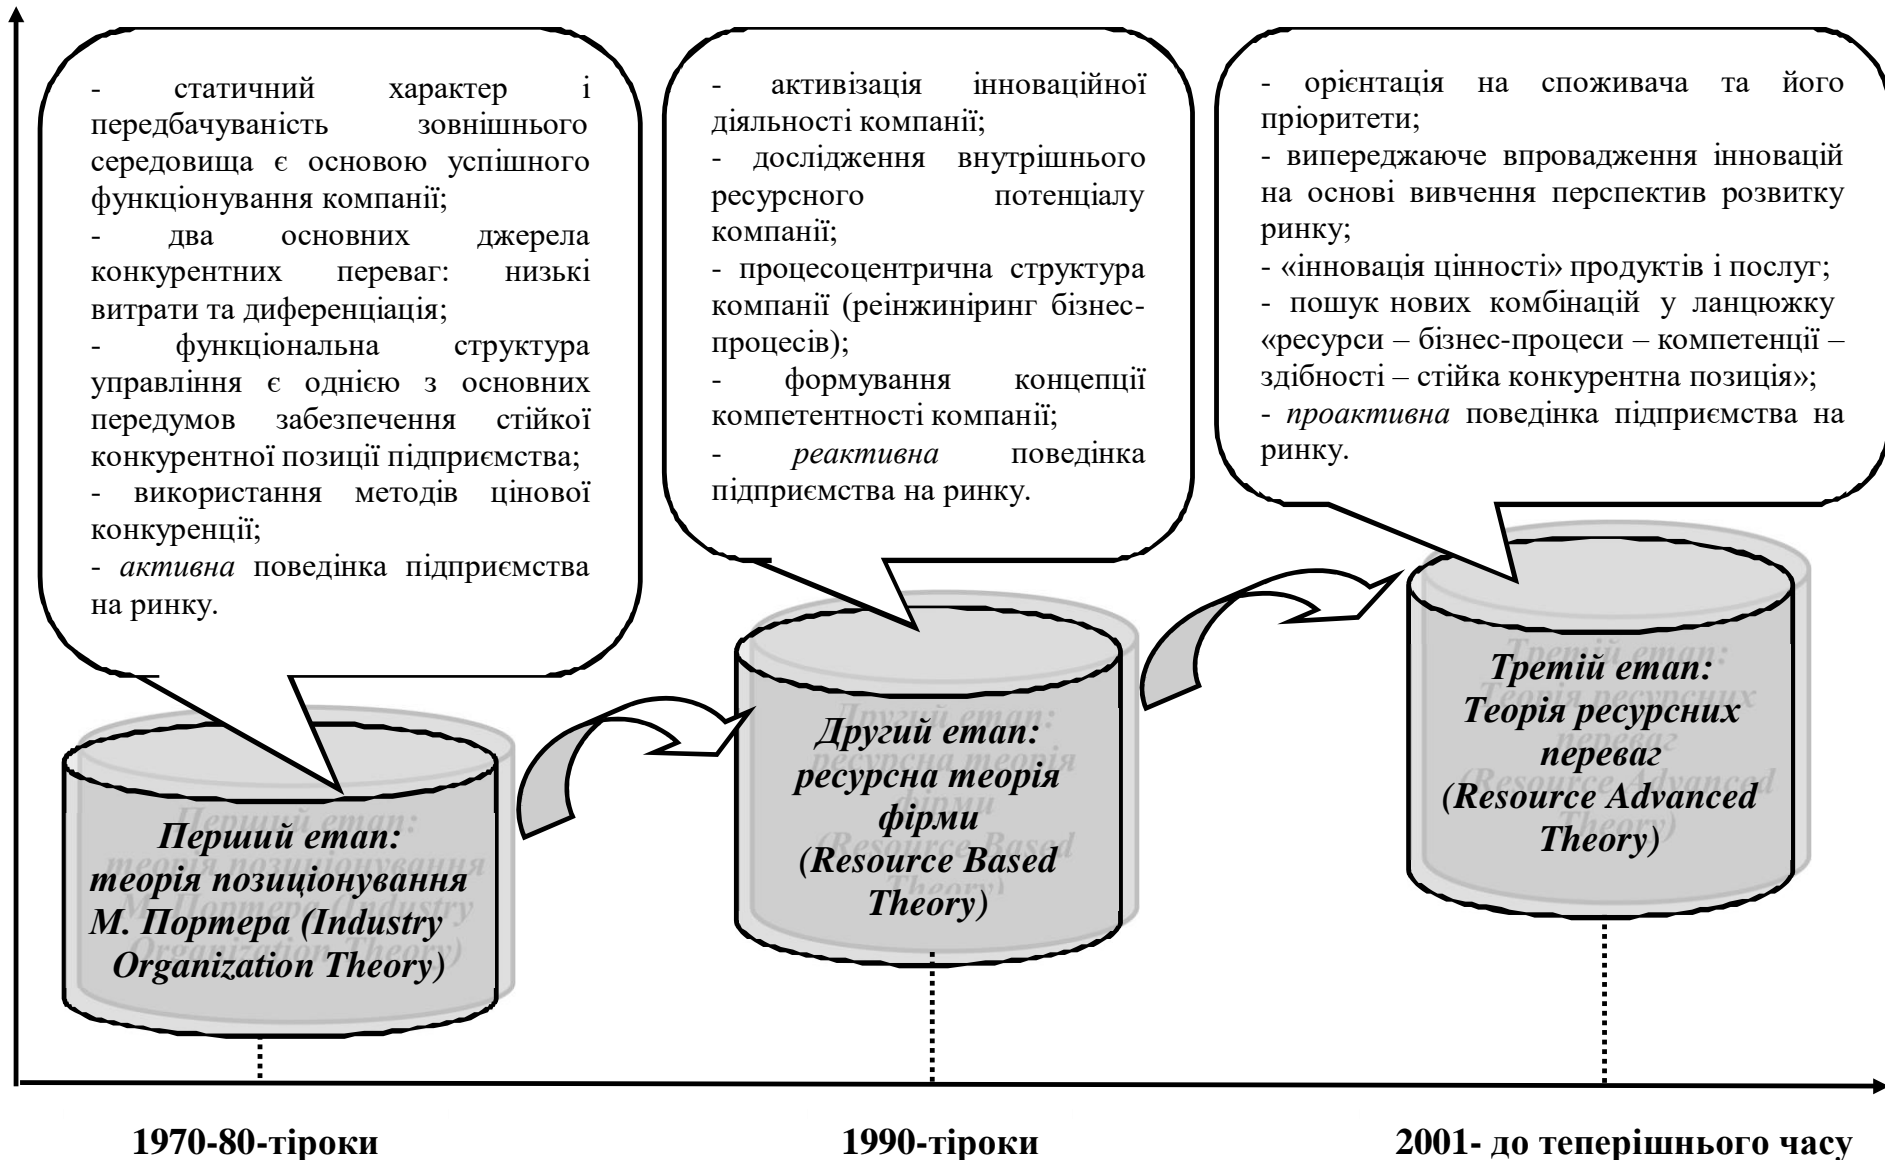 - статичний характер і
передбачуваність зовнішнього
середовища є основою успішного
функціонування компанії;
- два основних джерела
конкурентних переваг: низькі
витрати та диференціація;
- функціональна структура
управління є однією з основних
передумов забезпечення стійкої
конкурентної позиції підприємства;
- використання методів цінової
конкуренції;
- активна поведінка підприємства
на ринку.
- активізація інноваційної
діяльності компанії;
- дослідження внутрішнього
ресурсного потенціалу
компанії;
- процесоцентрична структура
компанії (реінжиніринг бізнес-
процесів);
- формування концепції
компетентності компанії;
- реактивна поведінка
підприємства на ринку.
- орієнтація на споживача та його
пріоритети;
- випереджаюче впровадження інновацій
на основі вивчення перспектив розвитку
ринку;
- «інновація цінності» продуктів і послуг;
- пошук нових комбінацій у ланцюжку
«ресурси – бізнес-процеси – компетенції –
здібності – стійка конкурентна позиція»;
- проактивна поведінка підприємства на
ринку.
Перший етап:
теорія позиціонування
М. Портера (Industry
Organization Theory)
Другий етап:
ресурсна теорія
фірми
(Resource Based
Theory)
Третій етап:
Теорія ресурсних
переваг
(Resource Advanced
Theory)
1970-80-тіроки
1990-тіроки
2001- до теперішнього часу